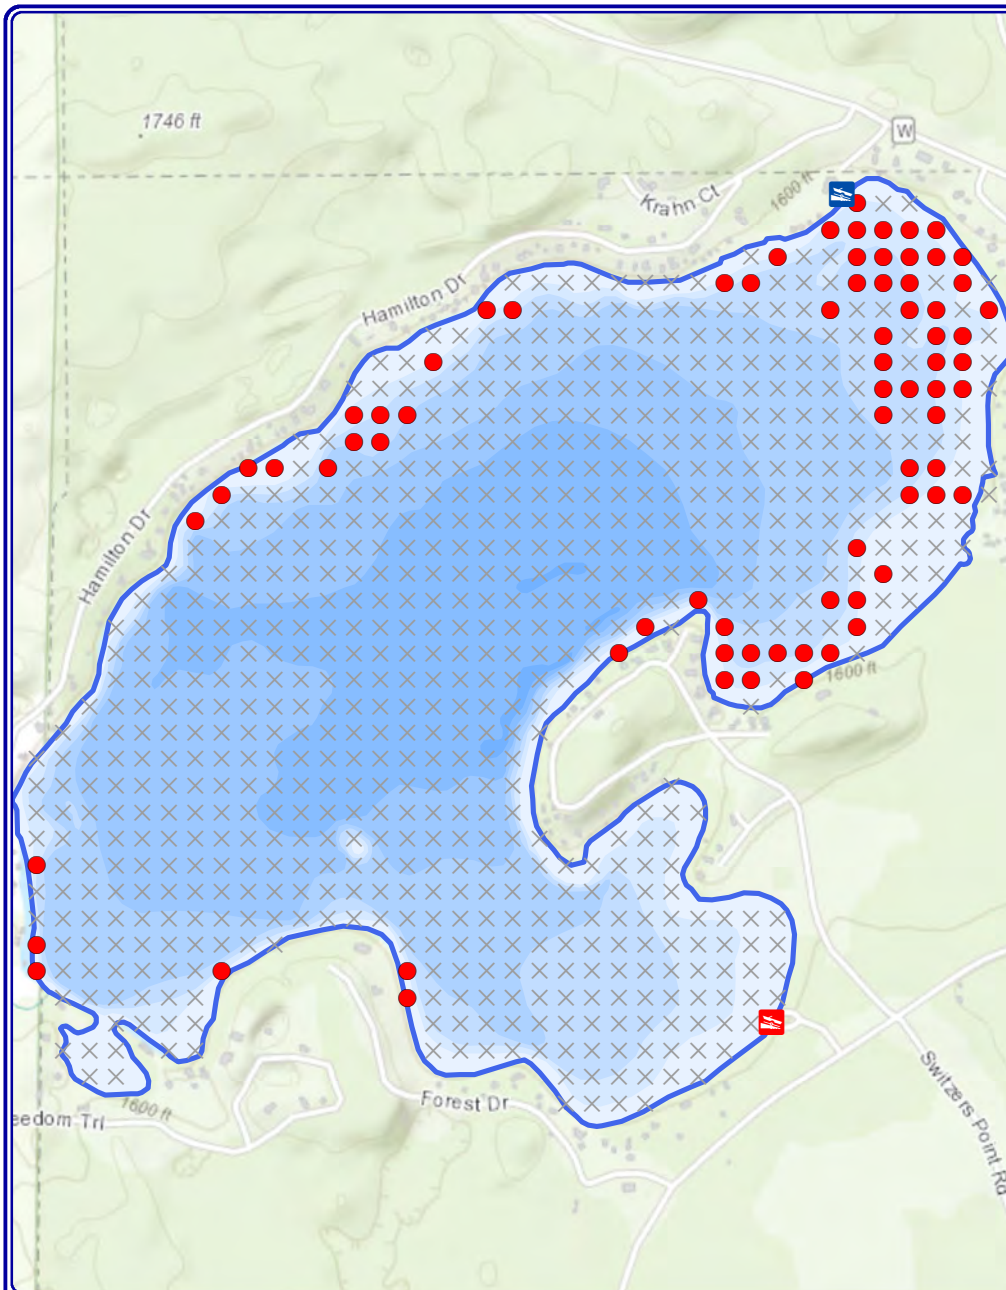 1746 ft
W
1600 ft
Krahn Ct
Hamilton Dr
Hamilton Dr
1600 ft
1600 ft
eedom Trl
Forest Dr
Switzers Point Rd